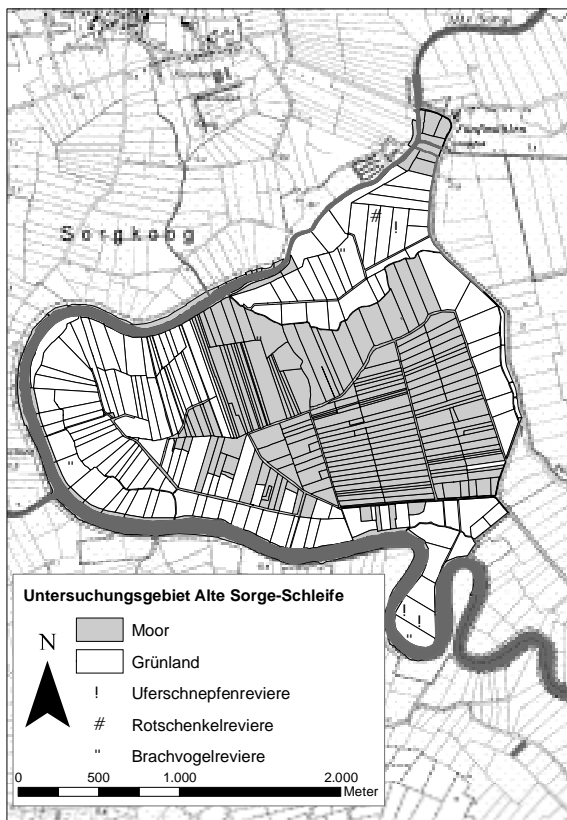 Sorgkoog
#
!
"
"
"
!
!
"
Untersuchungsgebiet Alte Sorge-Schleife
N
Moor
Grünland
! Uferschnepfenreviere
# Rotschenkelreviere
" Brachvogelreviere
0 500 1.000 2.000
Meter